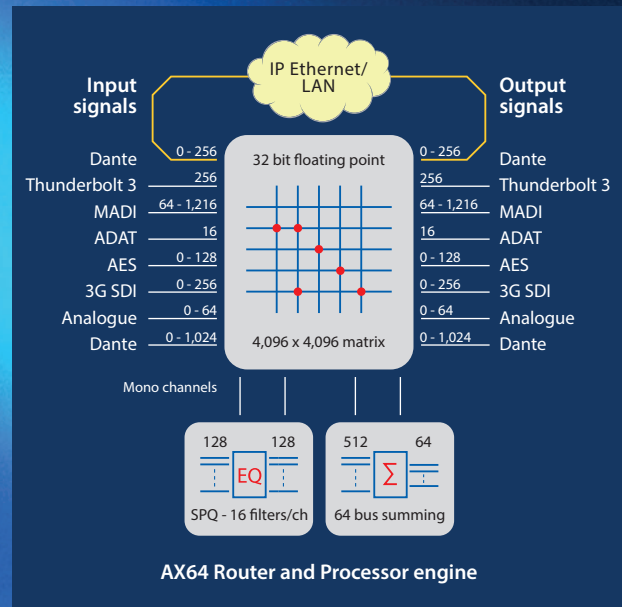 IP Ethernet/
LAN
Input
signals
Output
signals
Dante 0 - 256
Thunderbolt 3 256
MADI 64 - 1,216
ADAT 16
AES 0 - 128
3G SDI 0 - 256
Analogue 0 - 64
Dante 0 - 1,024
32 bit floating point
4,096 x 4,096 matrix
0 - 256 Dante
256 Thunderbolt 3
64 - 1,216 MADI
16 ADAT
0 - 128 AES
0 - 256 3G SDI
0 - 64 Analogue
0 - 1,024 Dante
Mono channels
128 128
EQ
SPQ - 16 filters/ch
512 64
Σ
64 bus summing
AX64 Router and Processor engine